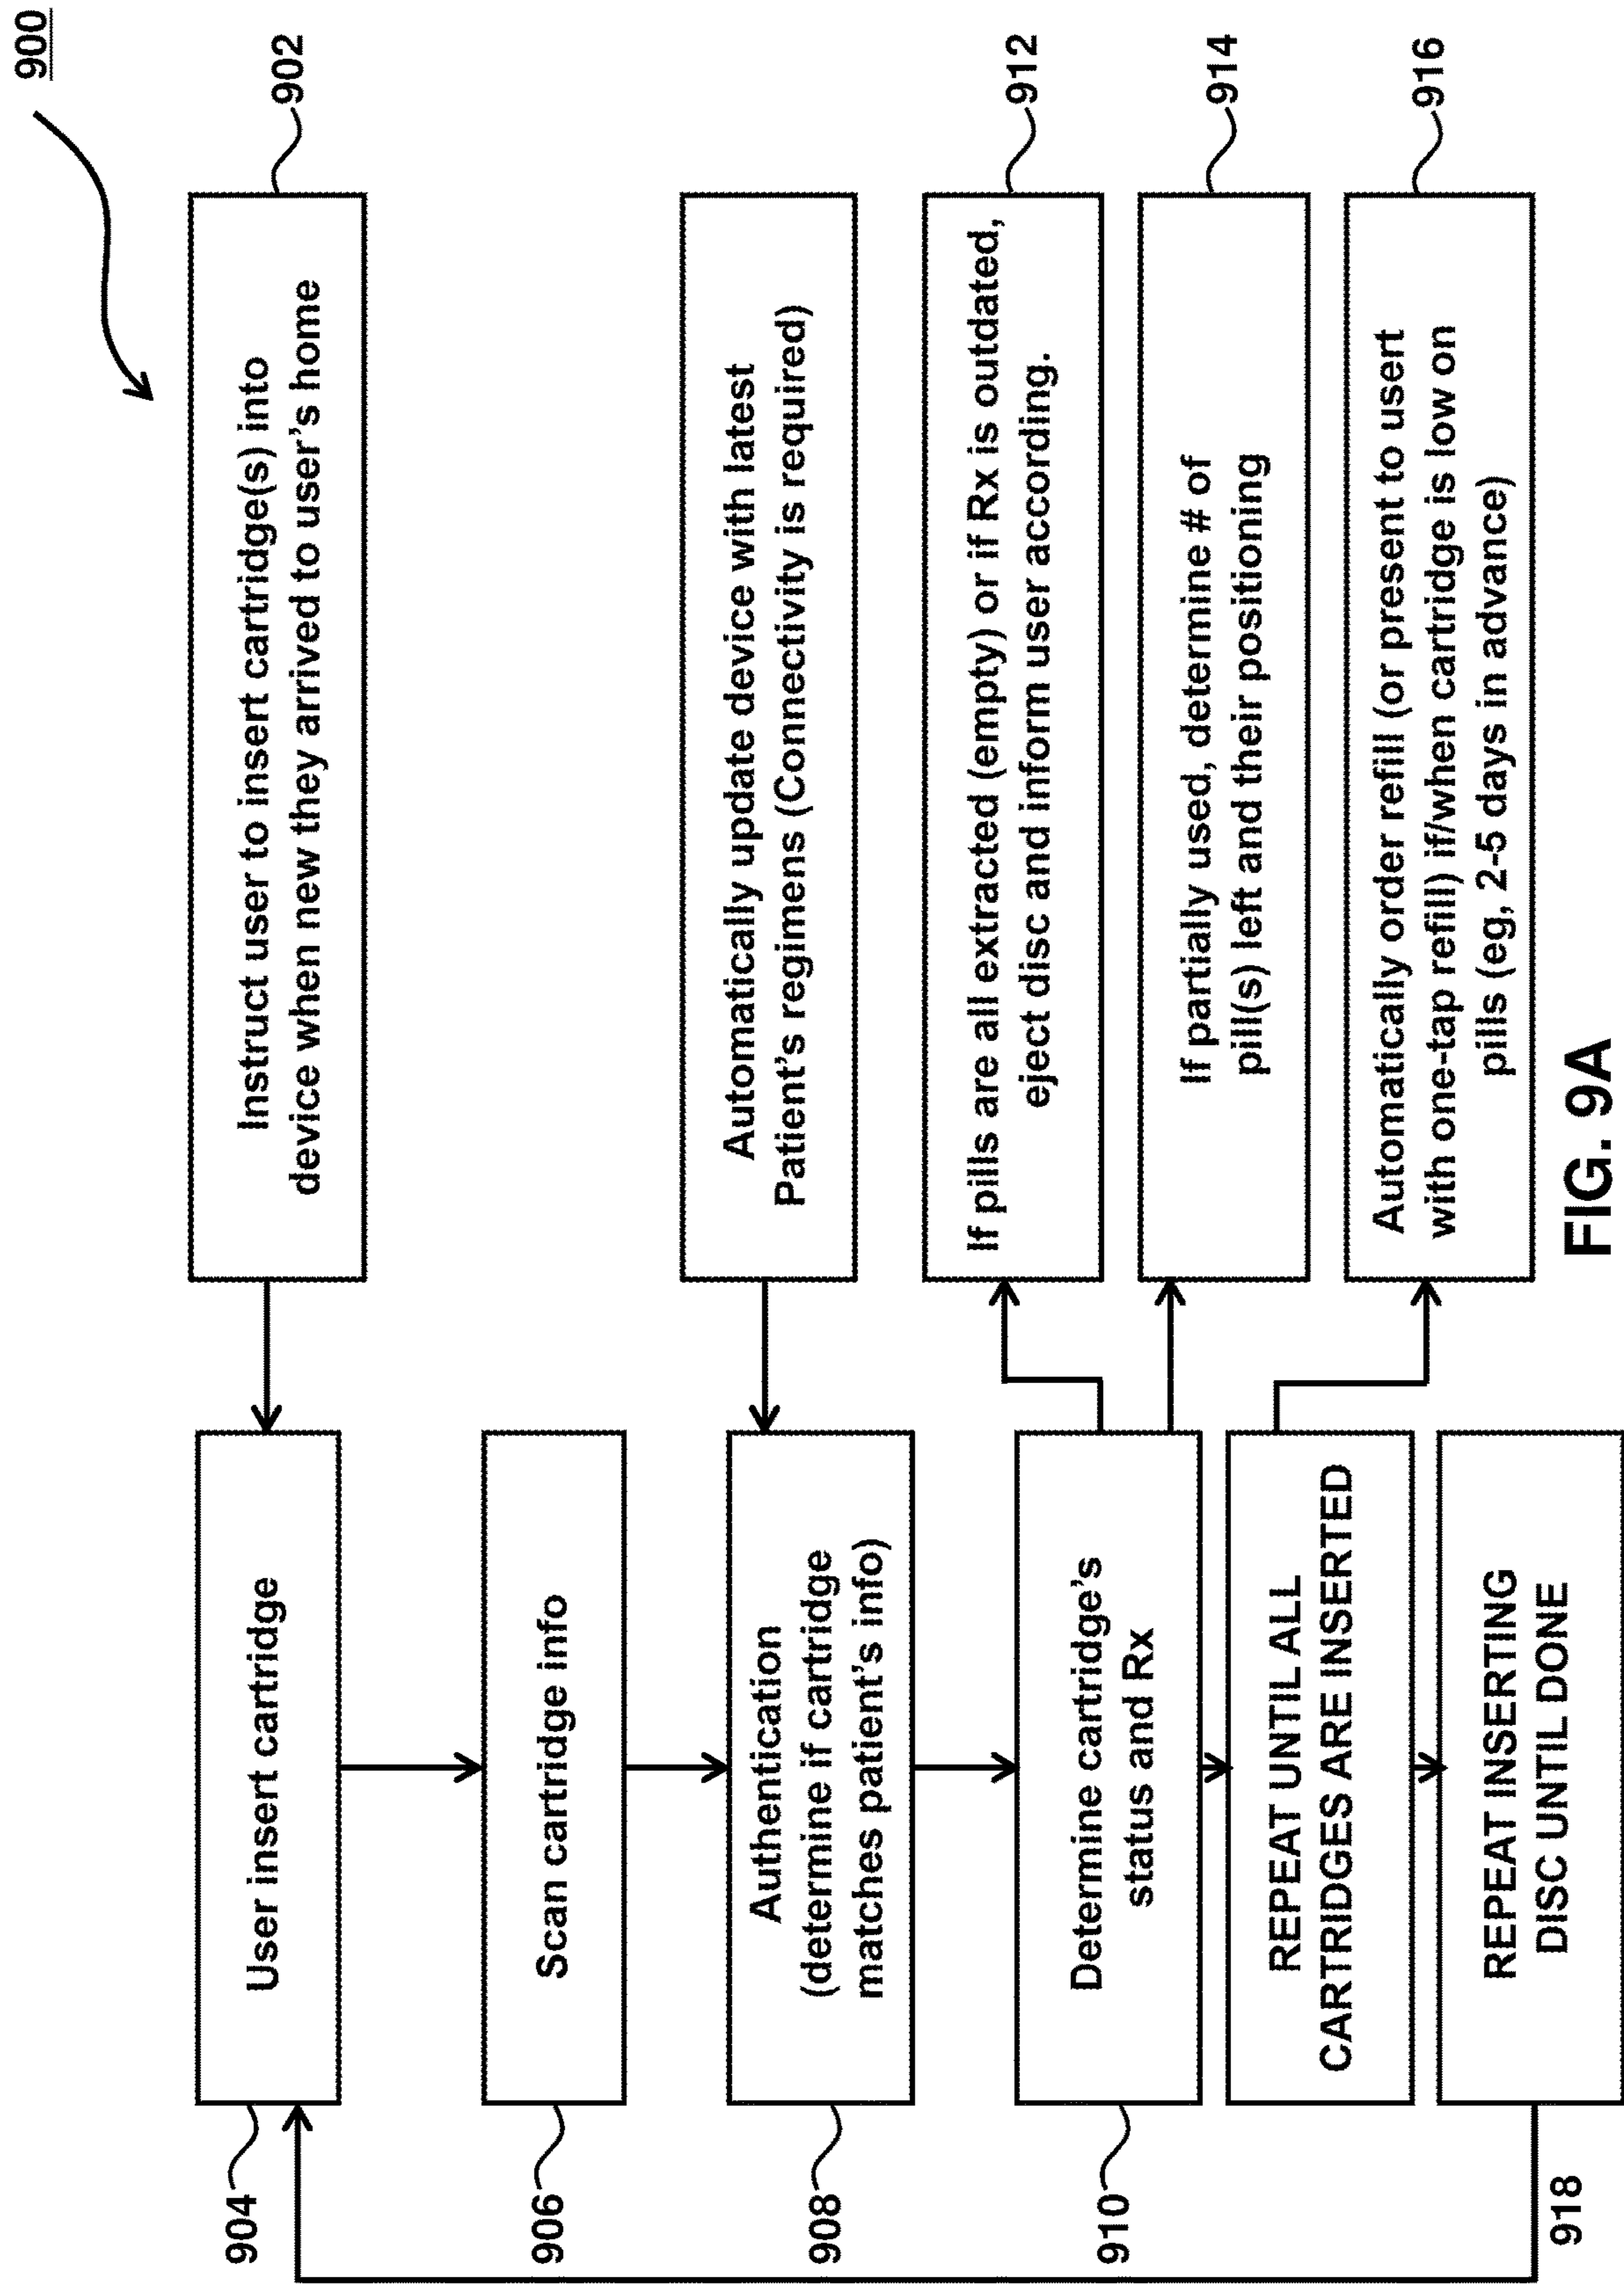 900
Instruct user to insert cartridge(s) into
device when new they arrived to user's home
902
User insert cartridge
904
Scan cartridge info
906
Automatically update device with latest
Patient's regimens (Connectivity is required)
Authentication
(determine if cartridge
matches patient's info)
908
Determine cartridge's
status and Rx
910
If pills are all extracted (empty) or if Rx is outdated,
eject disc and inform user according.
912
If partially used, determine # of
pill(s) left and their positioning
914
REPEAT UNTIL ALL
CARTRIDGES ARE INSERTED
Automatically order refill (or present to usert
with one-tap refill) if/when cartridge is low on
pills (eg, 2-5 days in advance)
916
REPEAT INSERTING
DISC UNTIL DONE
918
FIG. 9A